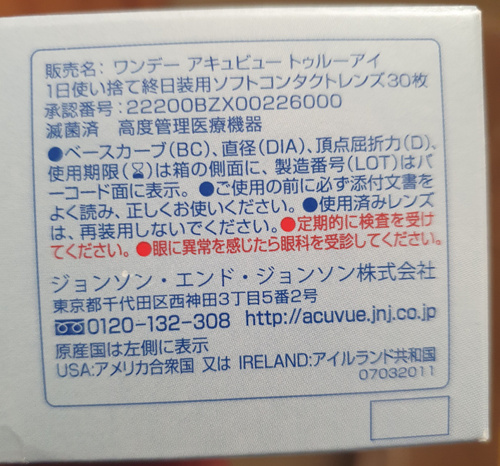 販売名: ワンデー アキュビュー トゥルーアイ
1日使い捨て終日装用ソフトコンタクトレンズ30枚
承認番号:22200BZX00226000
滅菌済 高度管理医療機器
●ベースカーブ(BC)、直径(DIA)、頂点屈折力(D)、
使用期限(⌛)は箱の側面に、製造番号(LOT)はバ
ーコード面に表示。●ご使用の前に必ず添付文書を
よく読み、正しくお使いください。●使用済みレンズ
は、再装用しないでください。●定期的に検査を受け
てください。●眼に異常を感じたら眼科を受診してください。
ジョンソン・エンド・ジョンソン株式会社
東京都千代田区西神田3丁目5番2号
0120-132-308 http://acuvue.jnj.co.jp
原産国は左側に表示
USA:アメリカ合衆国 又は IRELAND:アイルランド共和国
07032011